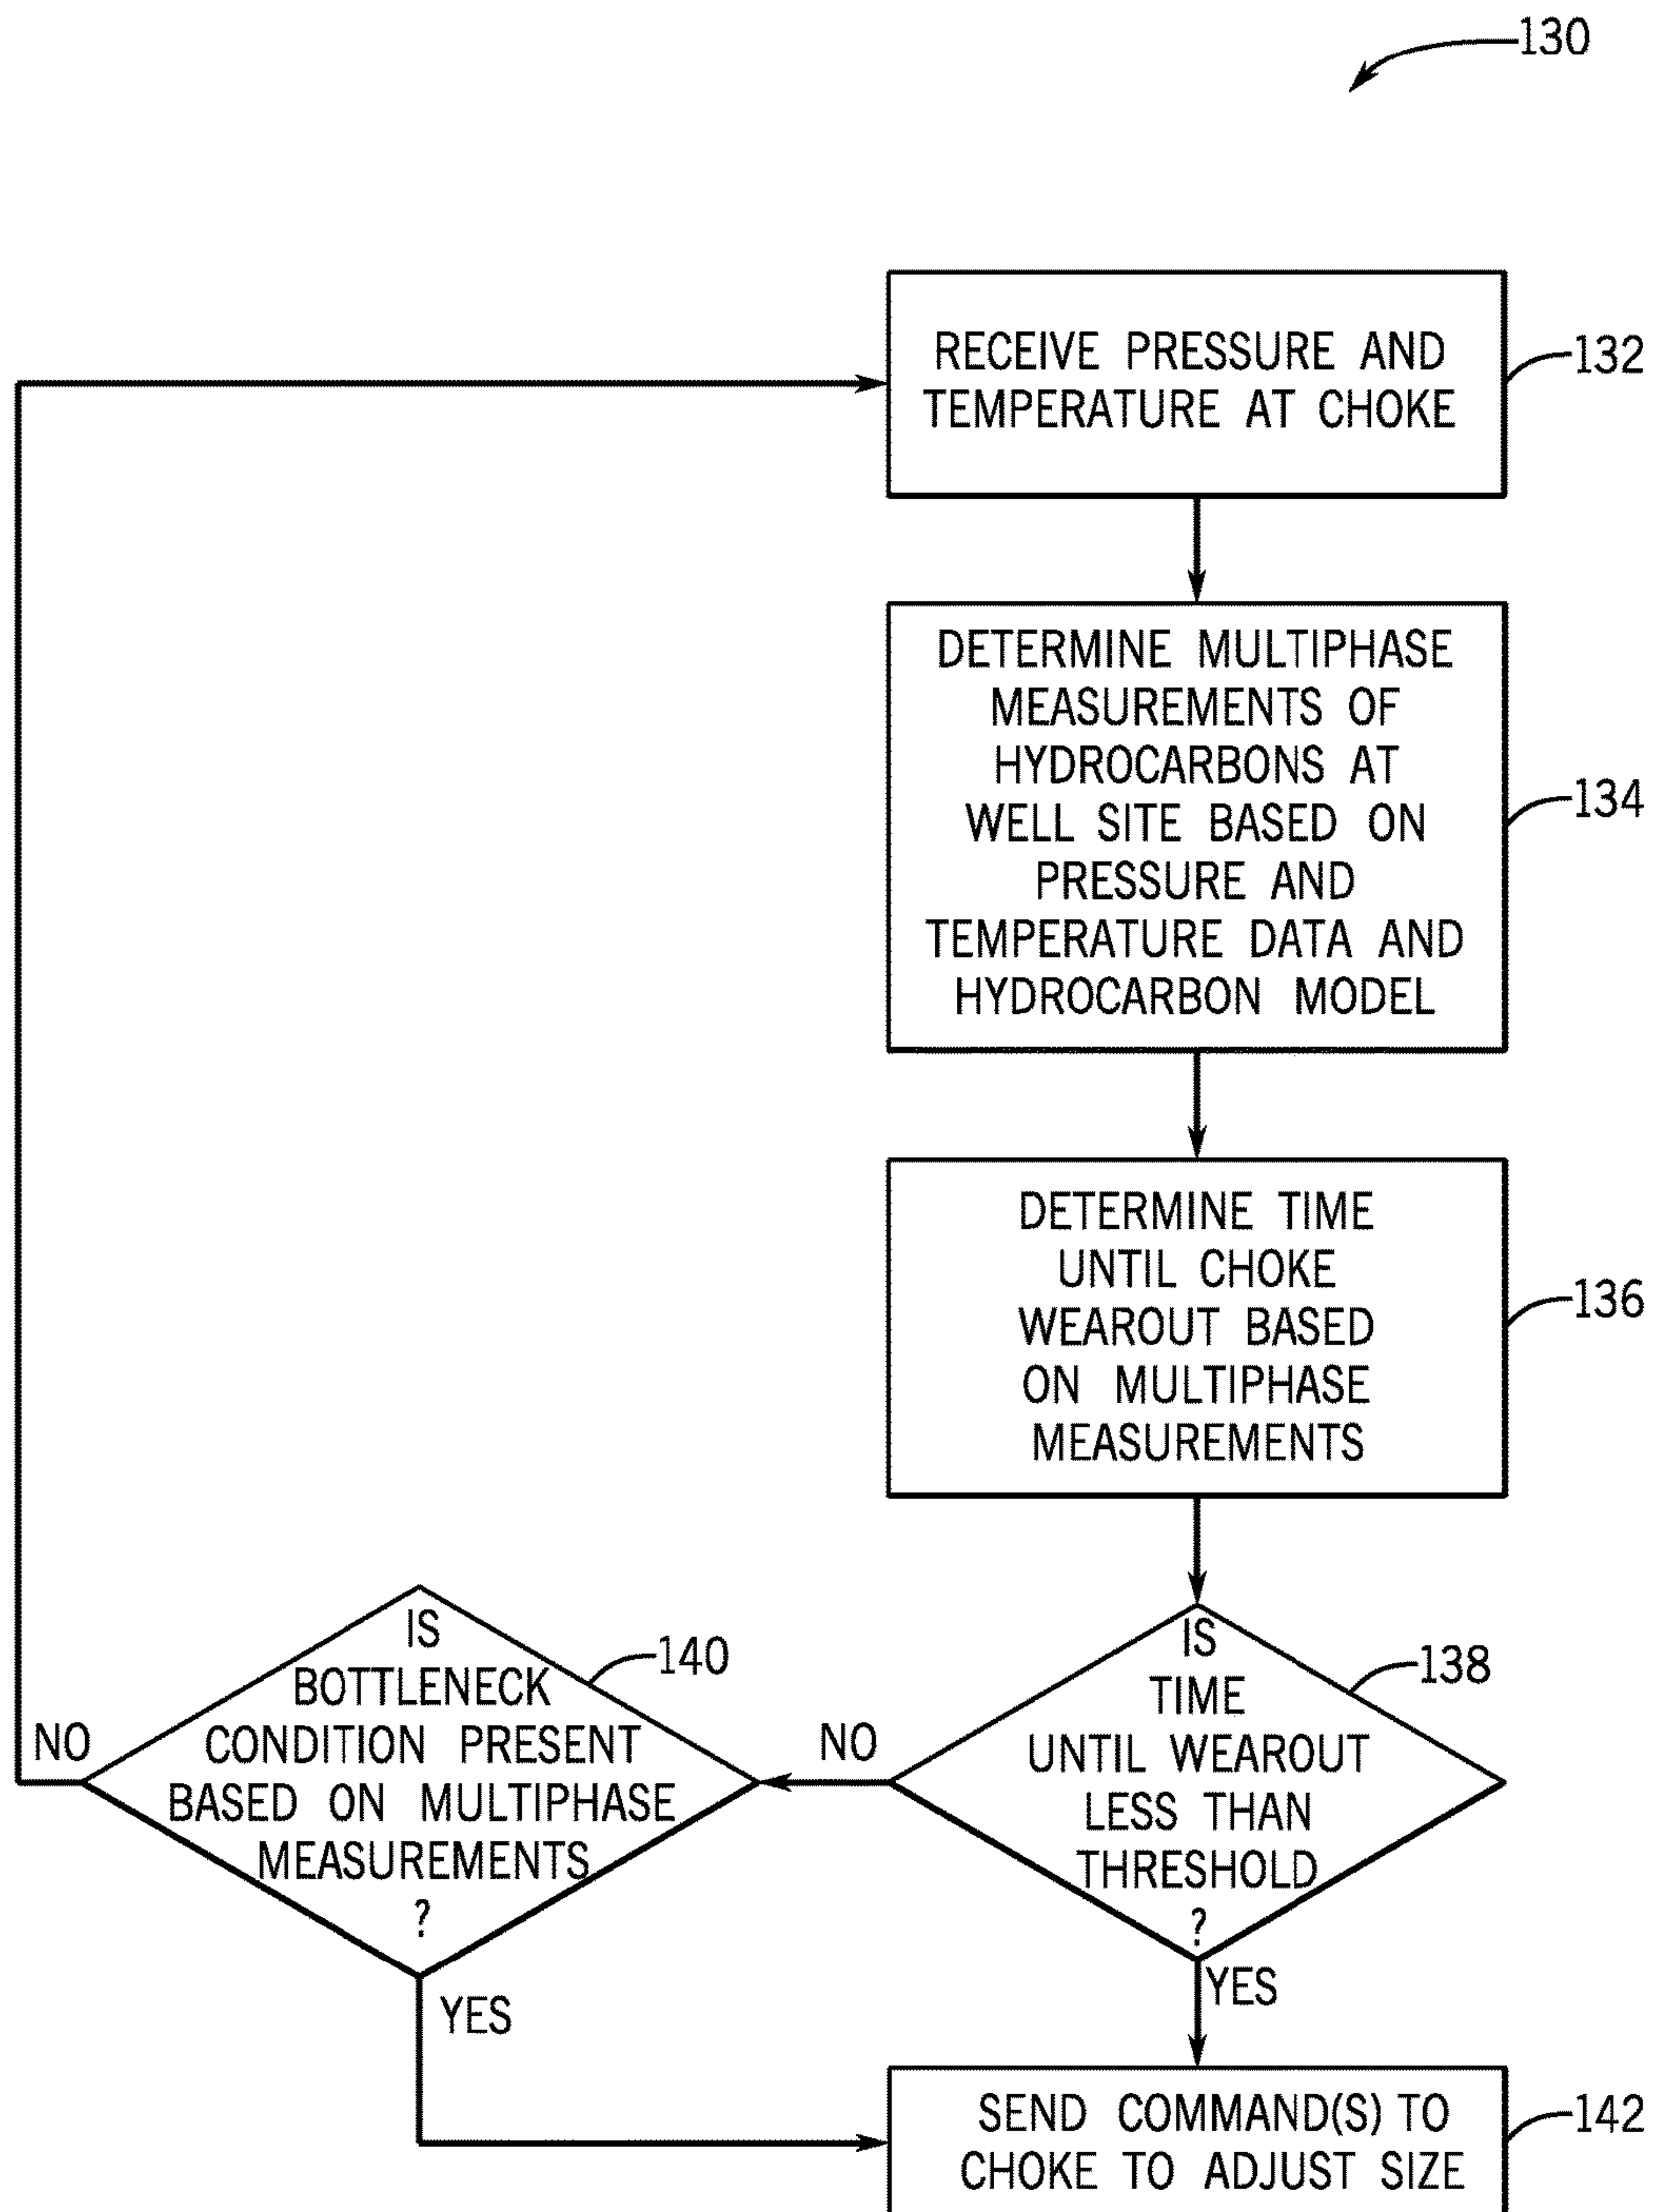 130
RECEIVE PRESSURE AND
TEMPERATURE AT CHOKE
132
DETERMINE MULTIPHASE
MEASUREMENTS OF
HYDROCARBONS AT
WELL SITE BASED ON
PRESSURE AND
TEMPERATURE DATA AND
HYDROCARBON MODEL
134
DETERMINE TIME
UNTIL CHOKE
WEAROUT BASED
ON MULTIPHASE
MEASUREMENTS
136
IS
TIME
UNTIL WEAROUT
LESS THAN
THRESHOLD
?
138
NO
YES
IS
BOTTLENECK
CONDITION PRESENT
BASED ON MULTIPHASE
MEASUREMENTS
?
140
NO
YES
SEND COMMAND(S) TO
CHOKE TO ADJUST SIZE
142